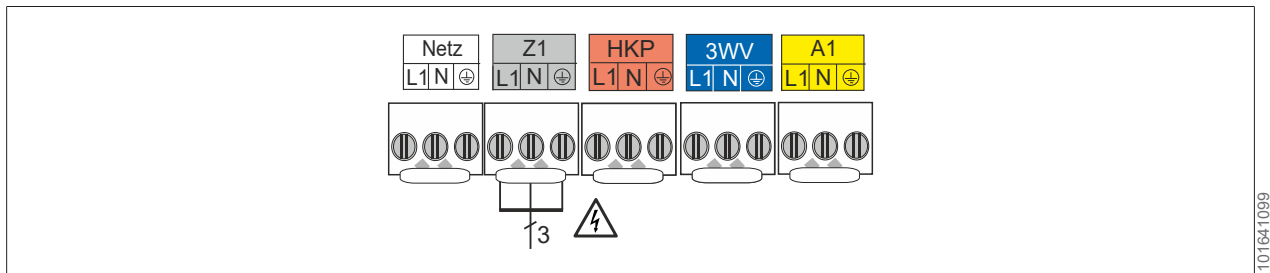 Netz Z1 HKP 3WV A1
L1 N L1 N L1 N L1 N L1 N
3
101641099